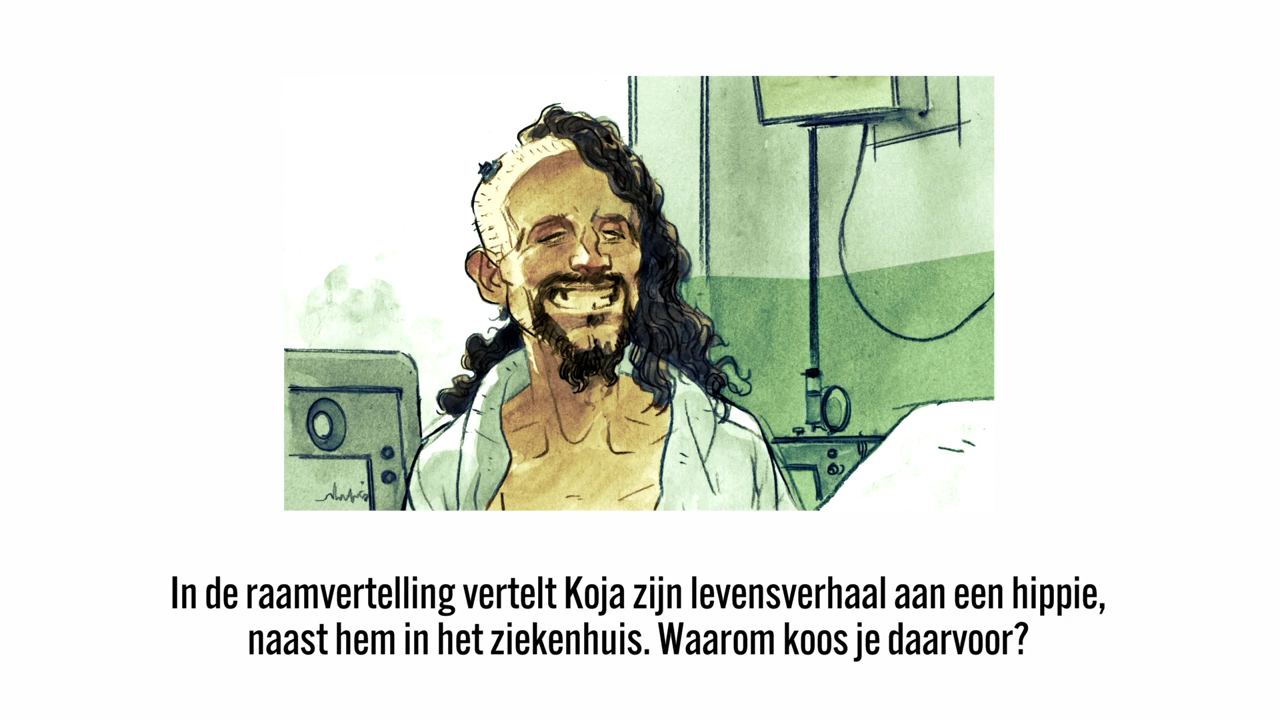 In de raamvertelling vertelt Koja zijn levensverhaal aan een hippie,
naast hem in het ziekenhuis. Waarom koos je daarvoor?